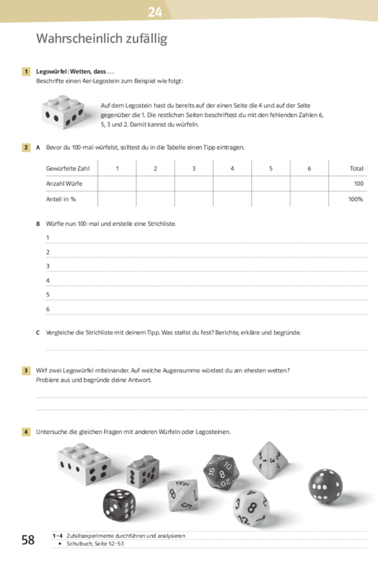 24
Wahrscheinlich zufällig
1 Legowürfel: Wetten, dass . . .
Beschrifte einen 4er-Legostein zum Beispiel wie folgt:
Auf dem Legostein hast du bereits auf der einen Seite die 4 und auf der Seite
gegenüber die 1. Die restlichen Seiten beschriftest du mit den fehlenden Zahlen 6,
5, 3 und 2. Damit kannst du würfeln.
2 A Bevor du 100-mal würfelst, solltest du in die Tabelle einen Tipp eintragen.
Gewürfelte Zahl 1 2 3 4 5 6 Total
Anzahl Würfe 100
Anteil in % 100%
B Würfle nun 100-mal und erstelle eine Strichliste.
1
2
3
4
5
6
C Vergleiche die Strichliste mit deinem Tipp. Was stellst du fest? Berichte, erkläre und begründe.
3 Wirf zwei Legowürfel miteinander. Auf welche Augensumme würdest du am ehesten wetten?
Probiere aus und begründe deine Antwort.
4 Untersuche die gleichen Fragen mit anderen Würfeln oder Legosteinen.
8
10
20
8
12
58
1–4 Zufallsexperimente durchführen und analysieren
▸ Schulbuch, Seite 52–53